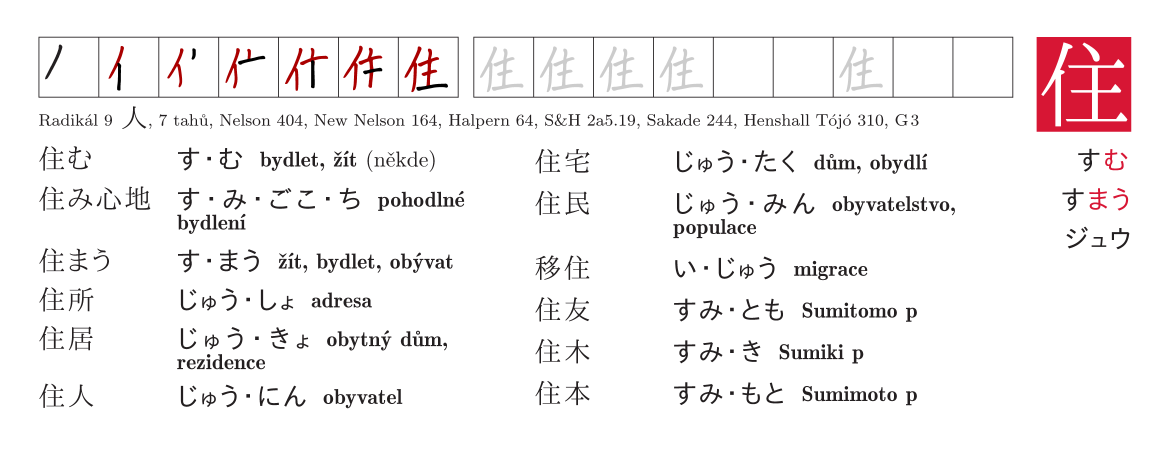 住 住 住 住 住 住
住
Radikál 9 人, 7 tahů, Nelson 404, New Nelson 164, Halpern 64, S&H 2a5.19, Sakade 244, Henshall Tójó 310, G3
住む す・む bydlet, žít (někde)
住み心地 す・み・ごこ・ち pohodlné
bydlení
住まう す・まう žít, bydlet, obývat
住所 じゅう・しょ adresa
住居 じゅう・きょ obytný dům,
rezidence
住人 じゅう・にん obyvatel
住宅 じゅう・たく dům, obydlí
住民 じゅう・みん obyvatelstvo,
populace
移住 い・じゅう migrace
住友 すみ・とも Sumitomo p
住木 すみ・き Sumiki p
住本 すみ・もと Sumimoto p
すむ
すまう
ジュウ